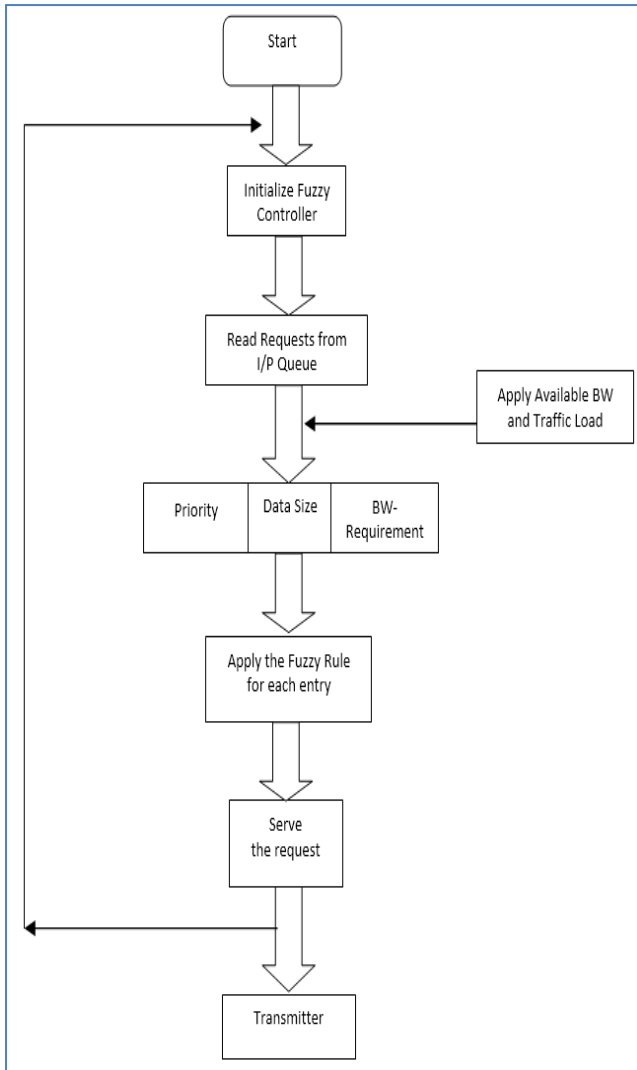 Start
Initialize Fuzzy
Controller
Read Requests from
I/P Queue
Apply Available BW
and Traffic Load
Priority
Data Size
BW-
Requirement
Apply the Fuzzy Rule
for each entry
Serve
the request
Transmitter